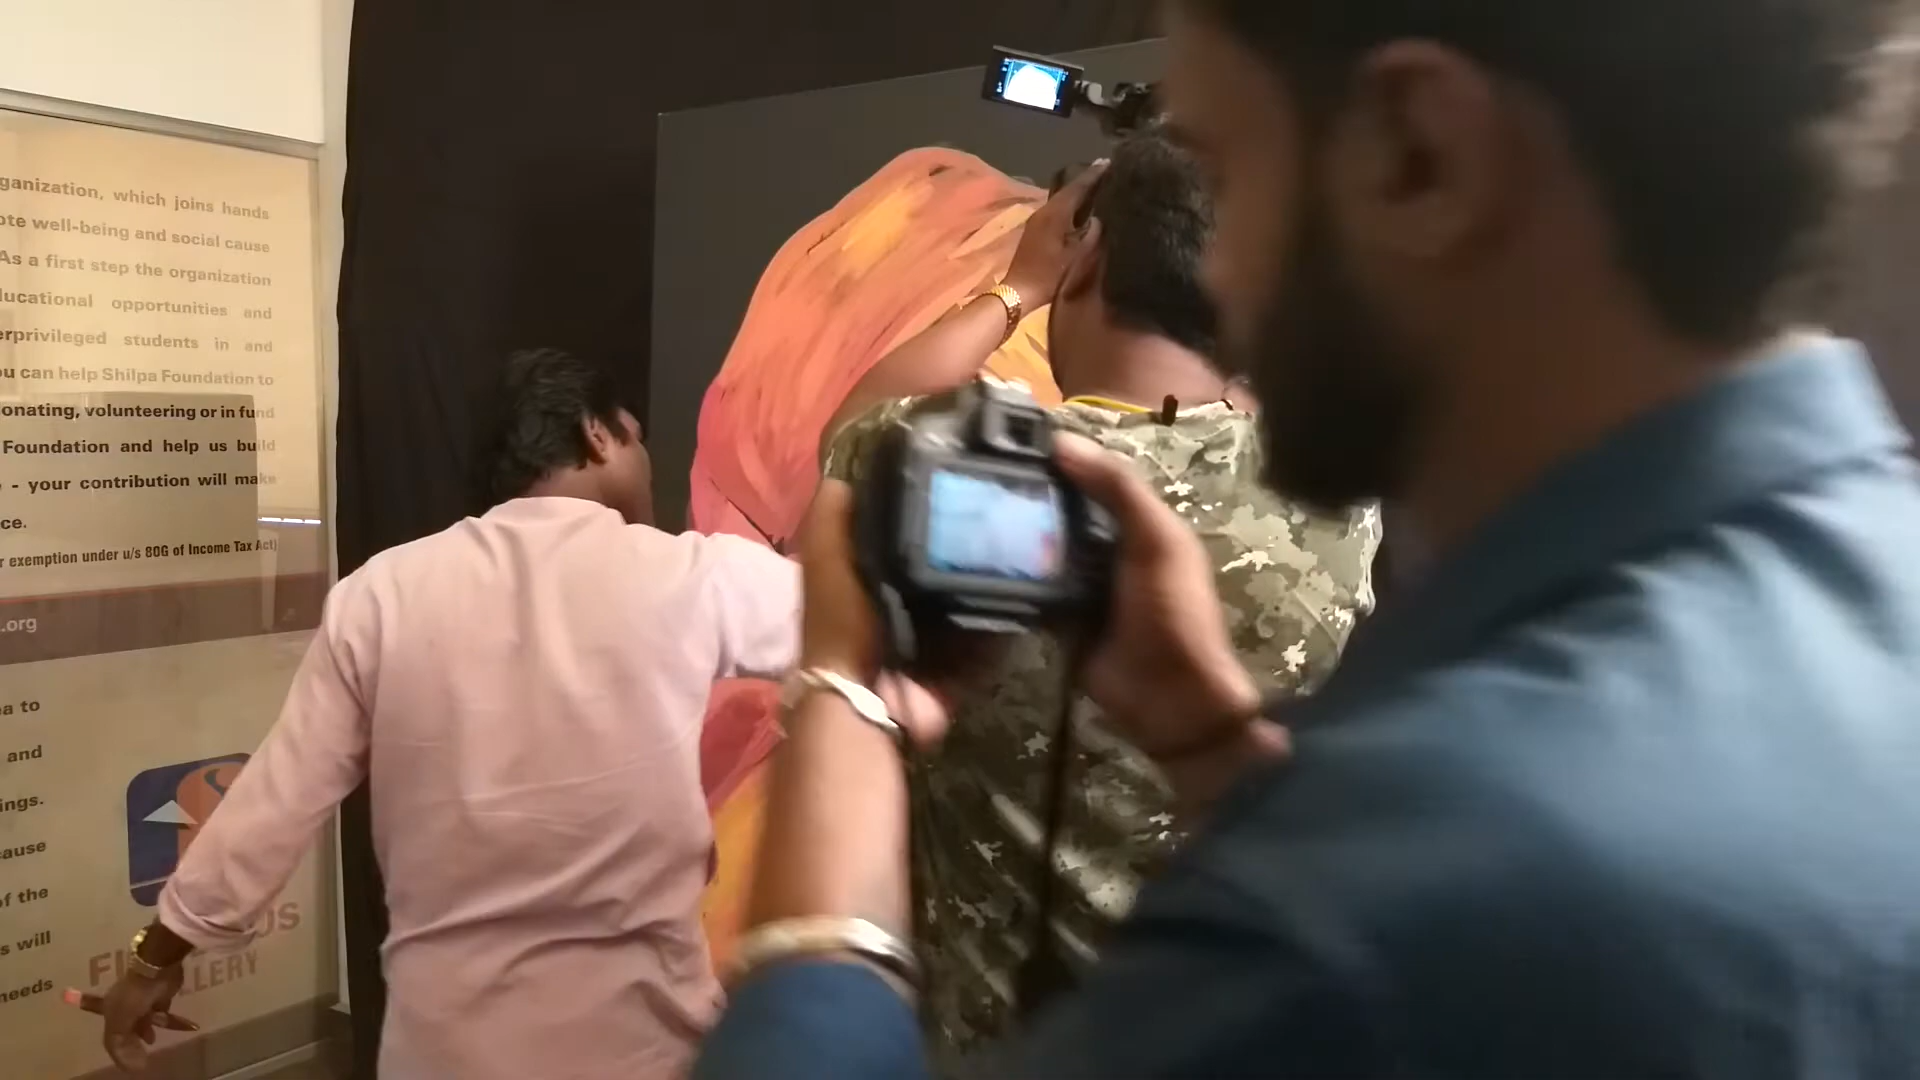 ganization, which joins hands
ote well-being and social cause
As a first step the organization
ducational opportunities and
erprivileged students in and
ou can help Shilpa Foundation to
onating, volunteering or in fund
Foundation and help us build
- your contribution will make
ce.
r exemption under u/s 80G of Income Tax Act)
.org
a to
and
ings.
ause
of the
s will
needs